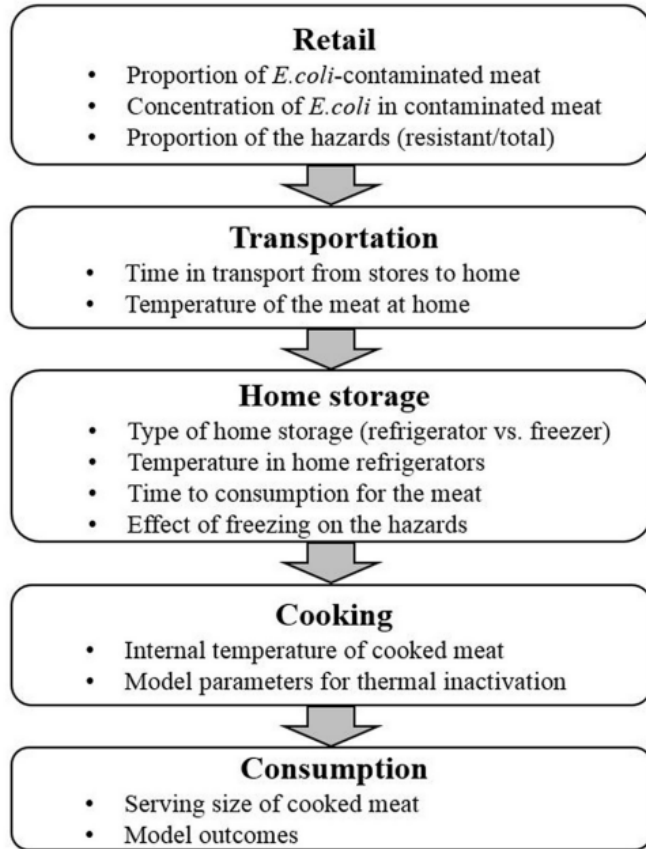 Retail
• Proportion of E.coli-contaminated meat
• Concentration of E.coli in contaminated meat
• Proportion of the hazards (resistant/total)
Transportation
• Time in transport from stores to home
• Temperature of the meat at home
Home storage
• Type of home storage (refrigerator vs. freezer)
• Temperature in home refrigerators
• Time to consumption for the meat
• Effect of freezing on the hazards
Cooking
• Internal temperature of cooked meat
• Model parameters for thermal inactivation
Consumption
• Serving size of cooked meat
• Model outcomes